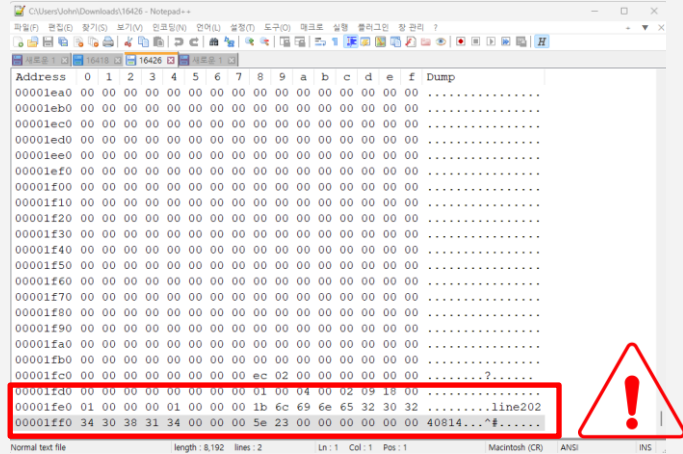 C:\Users\John\Downloads\16426 - Notepad++
파일(F) 편집(E) 찾기(S) 보기(V) 인코딩(N) 언어(L) 설정(T) 도구(O) 매크로 실행 플러그인 창 관리 ?
새로운 1 16418 16426 새로운 1
Address 0 1 2 3 4 5 6 7 8 9 a b c d e f Dump
00001ea0 00 00 00 00 00 00 00 00 00 00 00 00 00 00 00 00 ................
00001eb0 00 00 00 00 00 00 00 00 00 00 00 00 00 00 00 00 ................
00001ec0 00 00 00 00 00 00 00 00 00 00 00 00 00 00 00 00 ................
00001ed0 00 00 00 00 00 00 00 00 00 00 00 00 00 00 00 00 ................
00001ee0 00 00 00 00 00 00 00 00 00 00 00 00 00 00 00 00 ................
00001ef0 00 00 00 00 00 00 00 00 00 00 00 00 00 00 00 00 ................
00001f00 00 00 00 00 00 00 00 00 00 00 00 00 00 00 00 00 ................
00001f10 00 00 00 00 00 00 00 00 00 00 00 00 00 00 00 00 ................
00001f20 00 00 00 00 00 00 00 00 00 00 00 00 00 00 00 00 ................
00001f30 00 00 00 00 00 00 00 00 00 00 00 00 00 00 00 00 ................
00001f40 00 00 00 00 00 00 00 00 00 00 00 00 00 00 00 00 ................
00001f50 00 00 00 00 00 00 00 00 00 00 00 00 00 00 00 00 ................
00001f60 00 00 00 00 00 00 00 00 00 00 00 00 00 00 00 00 ................
00001f70 00 00 00 00 00 00 00 00 00 00 00 00 00 00 00 00 ................
00001f80 00 00 00 00 00 00 00 00 00 00 00 00 00 00 00 00 ................
00001f90 00 00 00 00 00 00 00 00 00 00 00 00 00 00 00 00 ................
00001fa0 00 00 00 00 00 00 00 00 00 00 00 00 00 00 00 00 ................
00001fb0 00 00 00 00 00 00 00 00 00 00 00 00 00 00 00 00 ................
00001fc0 00 00 00 00 00 00 00 00 ec 02 00 00 00 00 00 00 ........?.......
00001fd0 00 00 00 00 00 00 00 00 01 00 04 00 02 09 18 00 ................
00001fe0 01 00 00 00 01 00 00 00 1b 6c 69 6e 65 32 30 32 .........line202
00001ff0 34 30 38 31 34 00 00 00 5e 23 00 00 00 00 00 00 40814...^#......
Normal text file length : 8,192 lines : 2 Ln : 1 Col : 1 Pos : 1 Macintosh (CR) ANSI INS